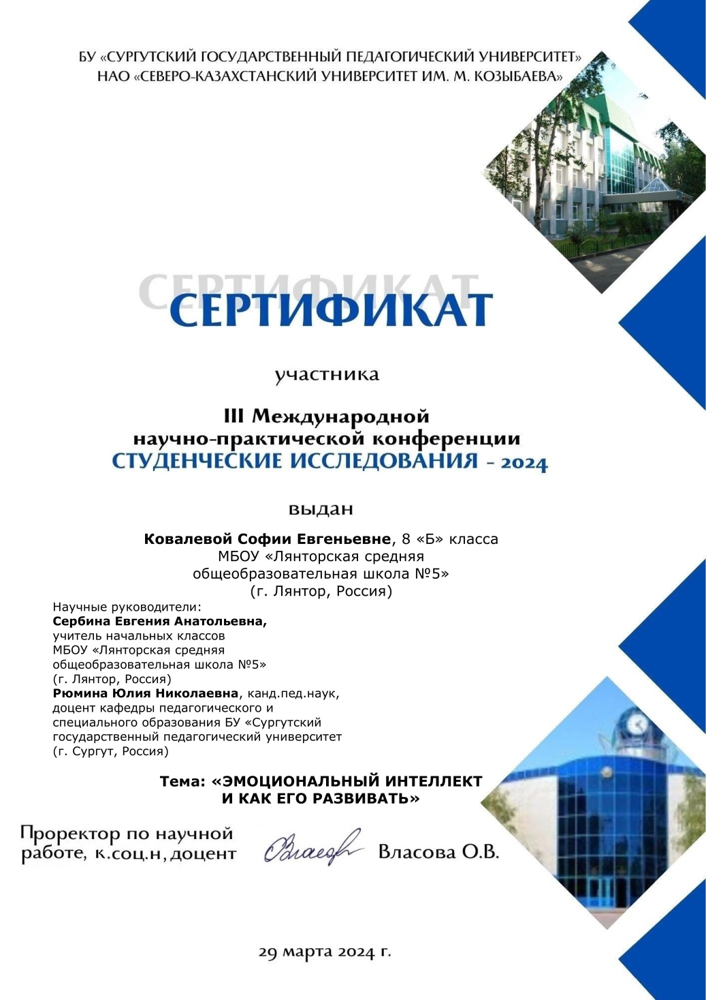 БУ «СУРГУТСКИЙ ГОСУДАРСТВЕННЫЙ ПЕДАГОГИЧЕСКИЙ УНИВЕРСИТЕТ»
НАО «СЕВЕРО-КАЗАХСТАНСКИЙ УНИВЕРСИТЕТ ИМ. М. КОЗЫБАЕВА»
СЕРТИФИКАТ
СЕРТИФИКАТ
участника
III Международной
научно-практической конференции
СТУДЕНЧЕСКИЕ ИССЛЕДОВАНИЯ - 2024
выдан
Ковалевой Софии Евгеньевне, 8 «Б» класса
МБОУ «Лянторская средняя
общеобразовательная школа №5»
(г. Лянтор, Россия)
Научные руководители:
Сербина Евгения Анатольевна,
учитель начальных классов
МБОУ «Лянторская средняя
общеобразовательная школа №5»
(г. Лянтор, Россия)
Рюмина Юлия Николаевна, канд.пед.наук,
доцент кафедры педагогического и
специального образования БУ «Сургутский
государственный педагогический университет
(г. Сургут, Россия)
Тема: «ЭМОЦИОНАЛЬНЫЙ ИНТЕЛЛЕКТ
И КАК ЕГО РАЗВИВАТЬ»
Проректор по научной
работе, к.соц.н, доцент Власова О.В.
29 марта 2024 г.